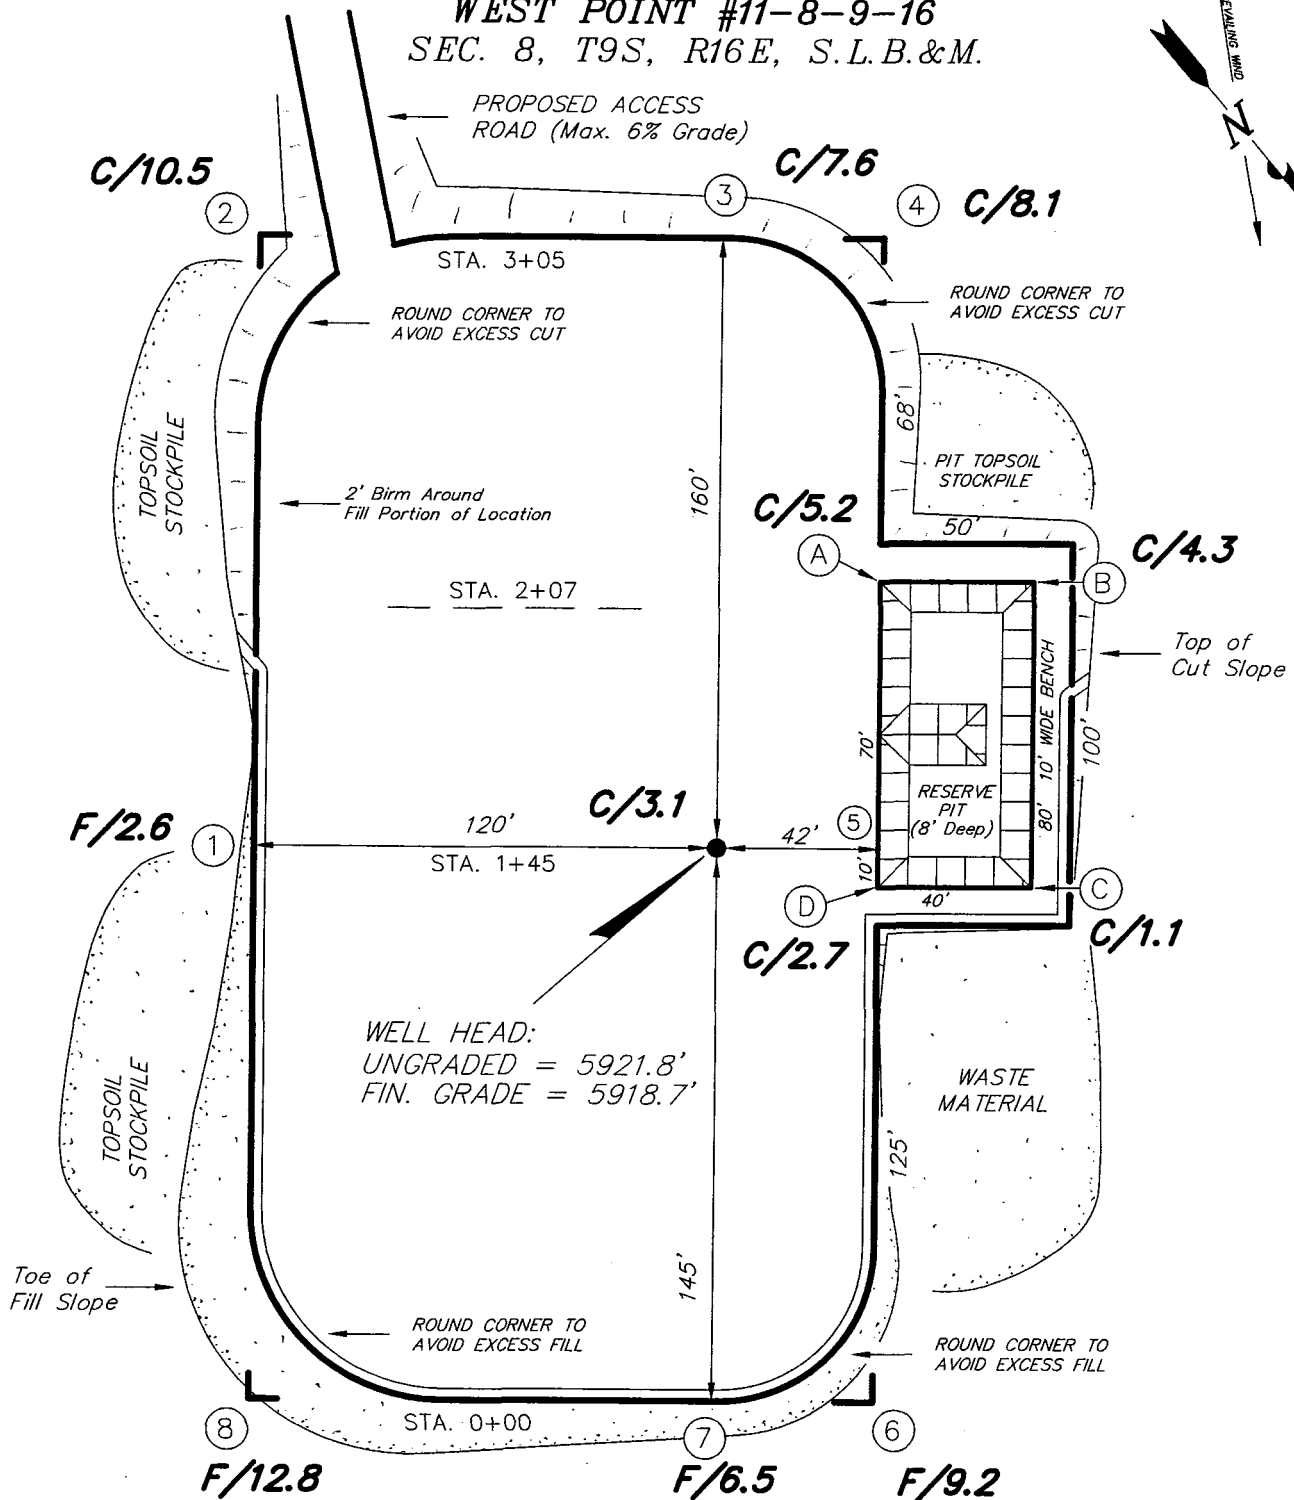 WEST POINT #11-8-9-16
SEC. 8, T9S, R16E, S.L.B.&M.
PROPOSED ACCESS
ROAD (Max. 6% Grade)
N
C/10.5
2
C/7.6
3
4
C/8.1
STA. 3+05
ROUND CORNER TO
AVOID EXCESS CUT
ROUND CORNER TO
AVOID EXCESS CUT
TOPSOIL
STOCKPILE
68'
PIT TOPSOIL
STOCKPILE
2' Birm Around
Fill Portion of Location
160'
C/5.2
50'
C/4.3
A
B
STA. 2+07
Top of
Cut Slope
10' WIDE BENCH
70'
100'
RESERVE
PIT
(8' Deep)
80'
F/2.6
1
120'
C/3.1
42'
5
STA. 1+45
10'
40'
D
C
C/2.7
C/1.1
WELL HEAD:
UNGRADED = 5921.8'
FIN. GRADE = 5918.7'
TOPSOIL
STOCKPILE
WASTE
MATERIAL
125'
145'
Toe of
Fill Slope
ROUND CORNER TO
AVOID EXCESS FILL
ROUND CORNER TO
AVOID EXCESS FILL
STA. 0+00
8
7
6
F/12.8
F/6.5
F/9.2